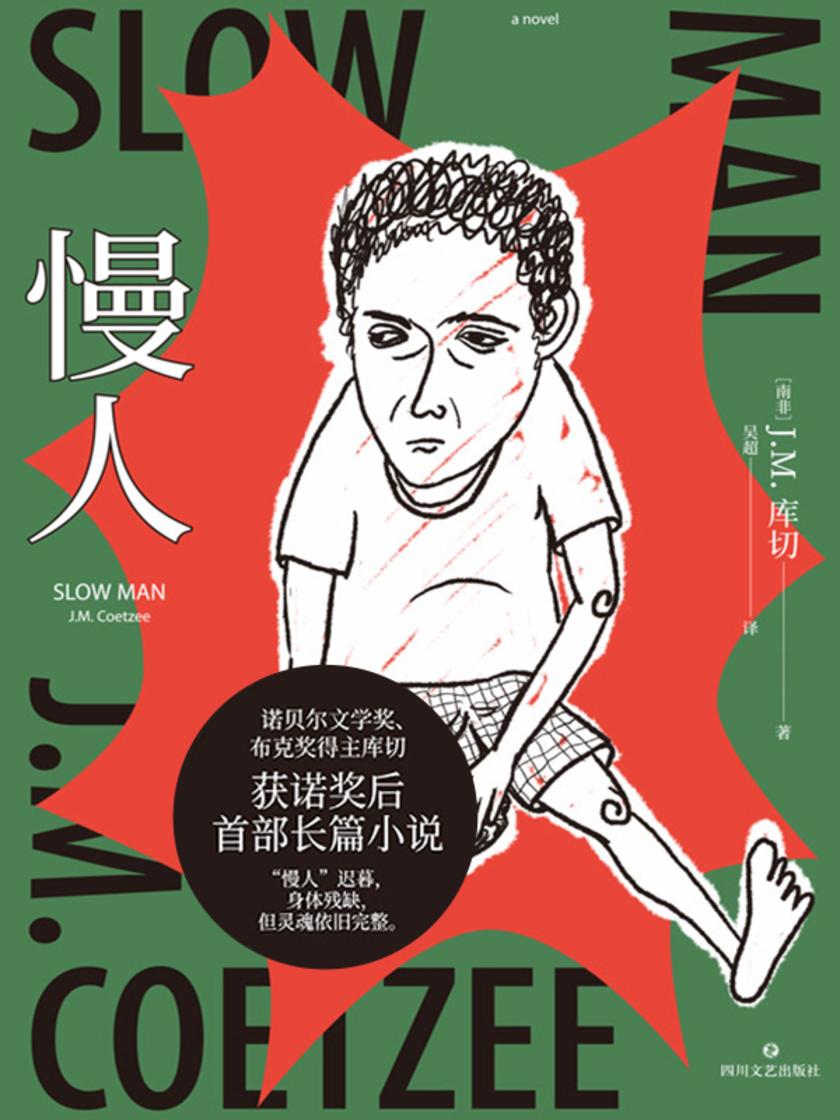 SLOW
a novel
MAN
慢人
SLOW MAN
J.M. Coetzee
[南非] J.M. 库切 著
吴超 译
诺贝尔文学奖、
布克奖得主库切
获诺奖后
首部长篇小说
“慢人”迟暮，
身体残缺，
但灵魂依旧完整。
J.M.
COETZEE
四川文艺出版社